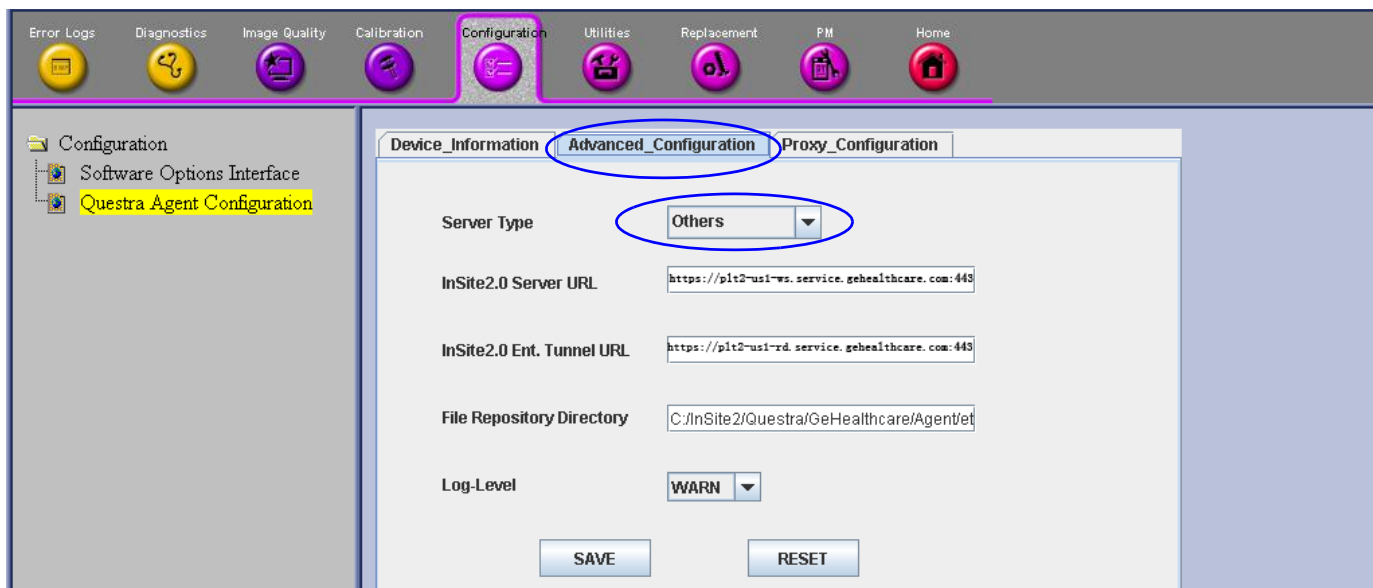 Error Logs Diagnostics Image Quality Calibration Configuration Utilities Replacement PM Home
Configuration
Software Options Interface
Questra Agent Configuration
Device_Information Advanced_Configuration Proxy_Configuration
Server Type Others
InSite2.0 Server URL https://plt2-us1-ws.service.gehealthcare.com:443
InSite2.0 Ent. Tunnel URL https://plt2-us1-rd.service.gehealthcare.com:443
File Repository Directory C:/InSite2/Questra/GeHealthcare/Agent/et
Log-Level WARN
SAVE RESET